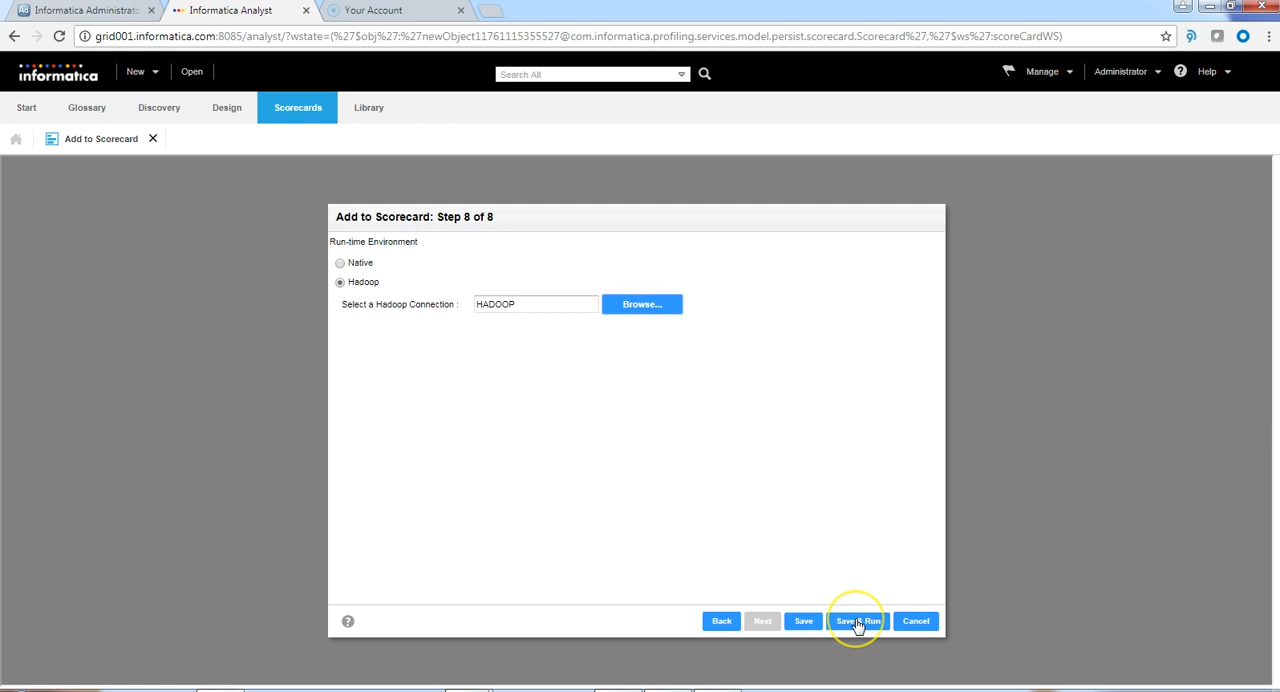 Informatica Administrato
Informatica Analyst
Your Account
grid001.informatica.com:8085/analyst/?wstate=(%27$obj%27:%27newObject11761115355527@com.informatica.profiling.services.model.persist.scorecard.Scorecard%27,%27$ws%27:scoreCardWS)
informatica
New
Open
Search All
Manage
Administrator
Help
Start
Glossary
Discovery
Design
Scorecards
Library
Add to Scorecard
Add to Scorecard: Step 8 of 8
Run-time Environment
Native
Hadoop
Select a Hadoop Connection :
HADOOP
Browse...
Back
Next
Save
Save & Run
Cancel